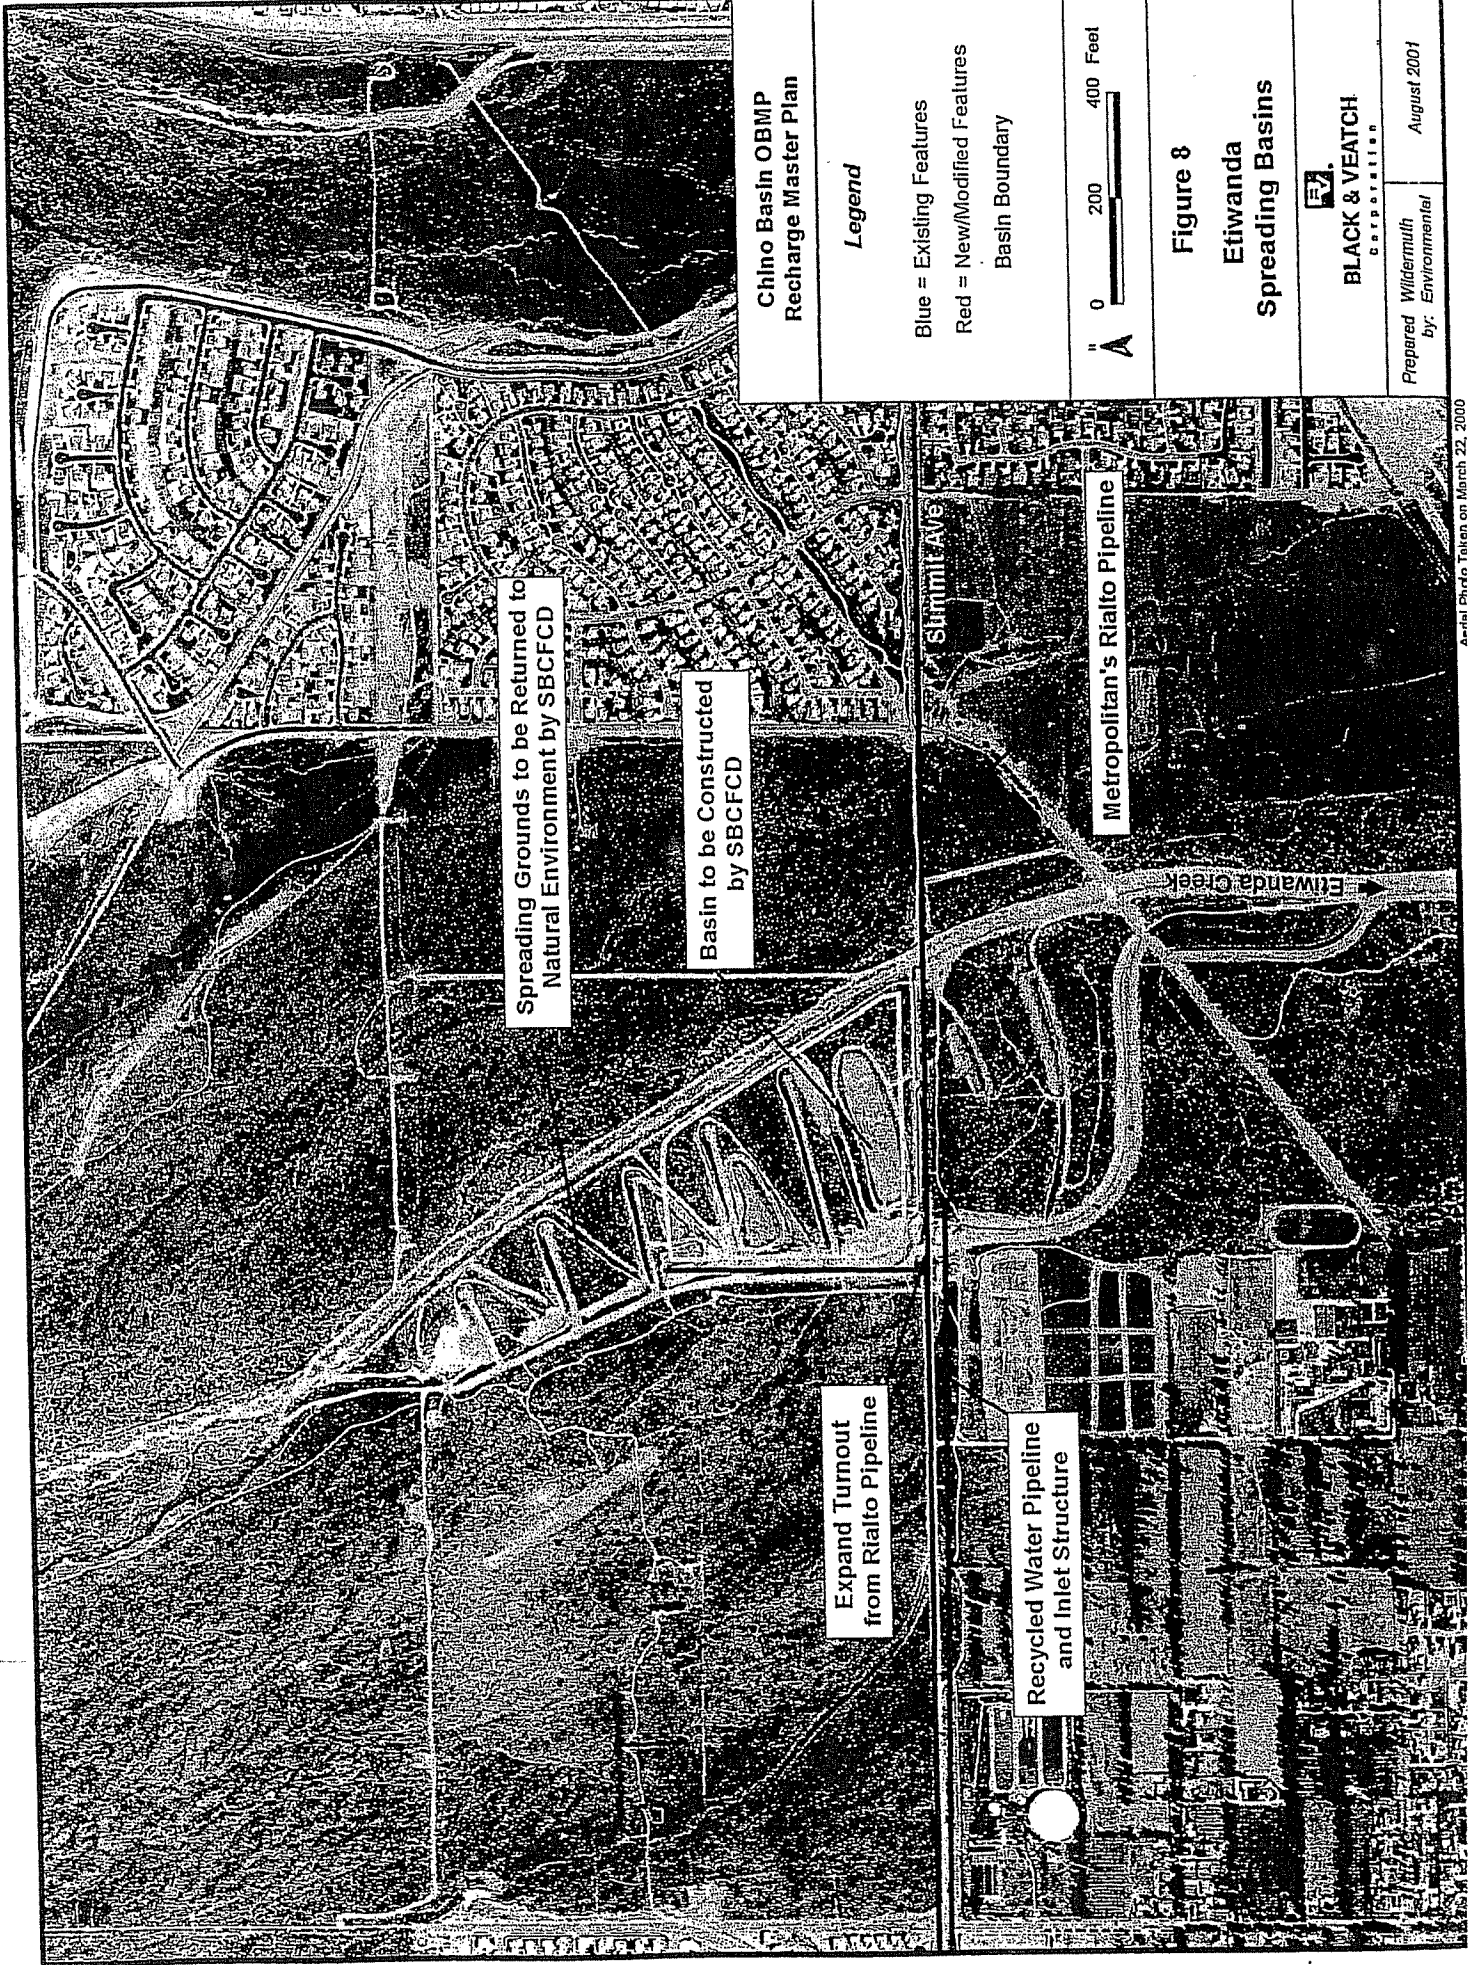 Spreading Grounds to be Returned to
Natural Environment by SBCFCD
Basin to be Constructed
by SBCFCD
Summit Ave
Metropolitan's Rialto Pipeline
Etiwanda Creek
Expand Turnout
from Rialto Pipeline
Recycled Water Pipeline
and Inlet Structure
Chino Basin OBMP
Recharge Master Plan
Legend
Blue = Existing Features
Red = New/Modified Features
Basin Boundary
0 200 400 Feet
Figure 8
Etiwanda
Spreading Basins
BV
BLACK & VEATCH
Corporation
Prepared by: Wildermuth
Environmental
August 2001
Aerial Photo Taken on March 22, 2000